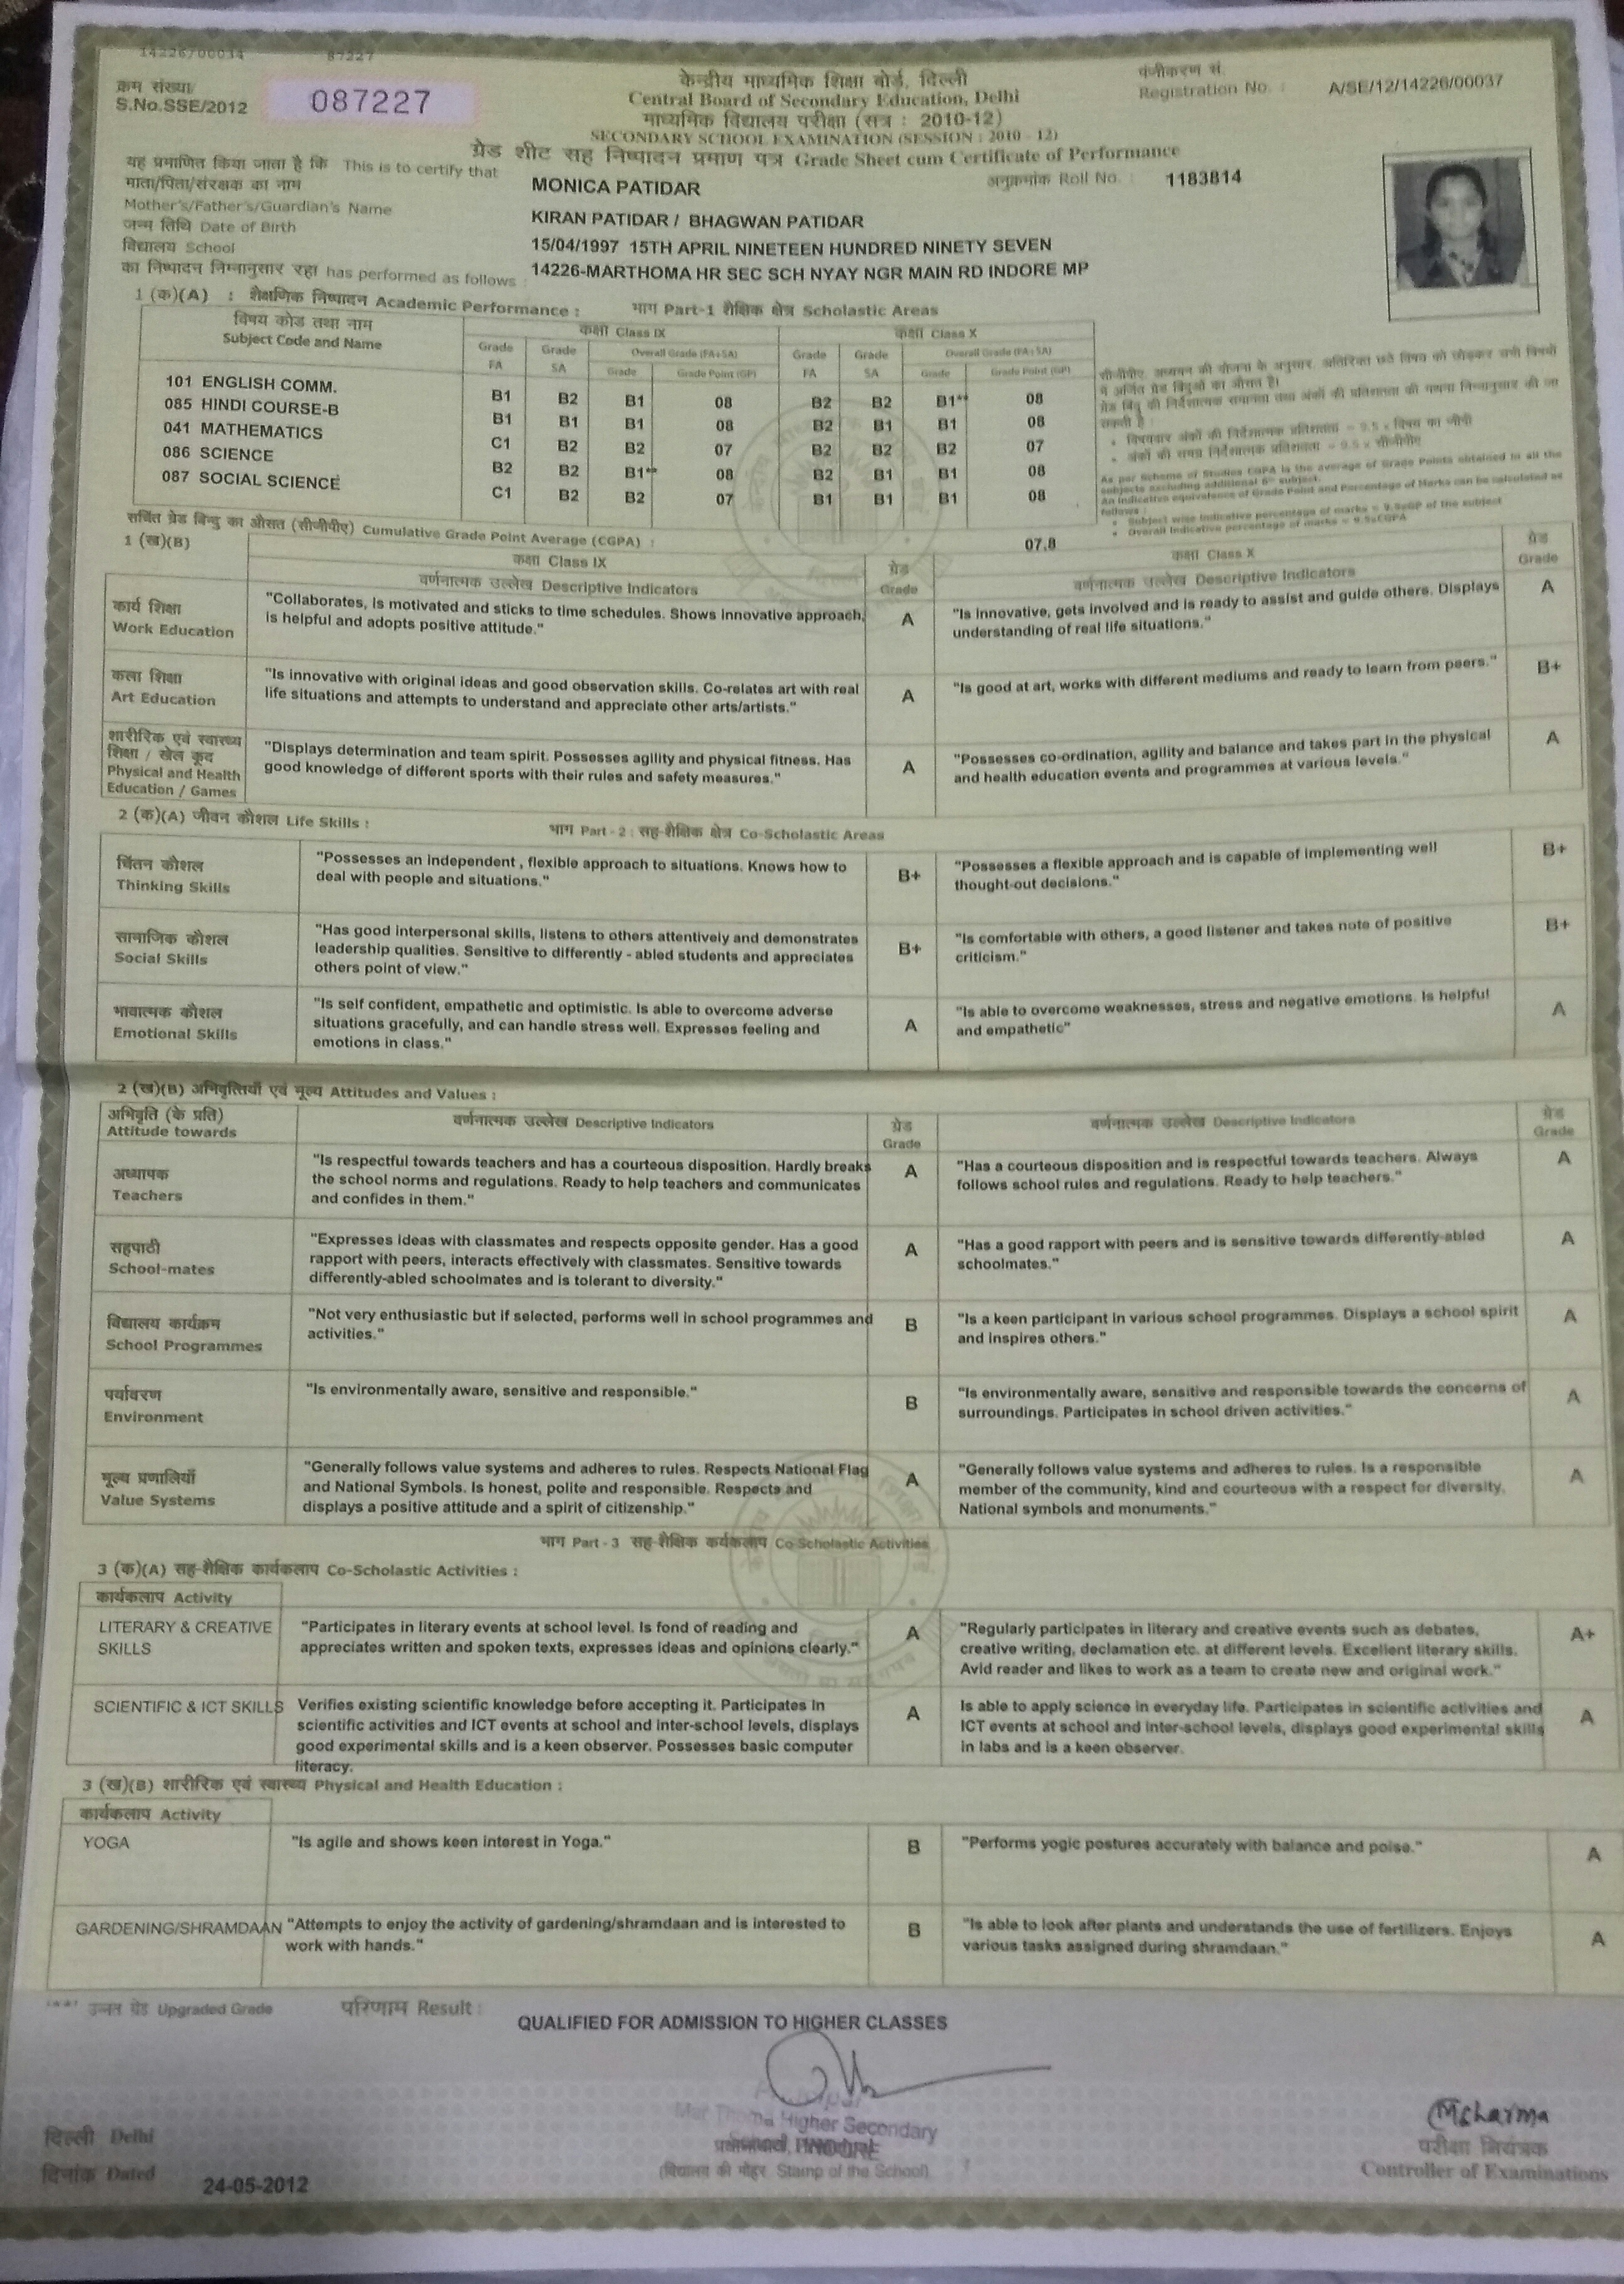 14226/00034 87227
क्रम संख्या
S.No.SSE/2012 087227
केन्द्रीय माध्यमिक शिक्षा बोर्ड, दिल्ली
Central Board of Secondary Education, Delhi
पंजीकरण सं.
Registration No. : A/SE/12/14226/00037
माध्यमिक विद्यालय परीक्षा (सत्र : 2010-12)
SECONDARY SCHOOL EXAMINATION (SESSION : 2010 - 12)
ग्रेड शीट सह निष्पादन प्रमाण पत्र Grade Sheet cum Certificate of Performance
यह प्रमाणित किया जाता है कि This is to certify that MONICA PATIDAR अनुक्रमांक Roll No. : 1183814
माता/पिता/संरक्षक का नाम
Mother's/Father's/Guardian's Name KIRAN PATIDAR / BHAGWAN PATIDAR
जन्म तिथि Date of Birth 15/04/1997 15TH APRIL NINETEEN HUNDRED NINETY SEVEN
विद्यालय School 14226-MARTHOMA HR SEC SCH NYAY NGR MAIN RD INDORE MP
का निष्पादन निम्नानुसार रहा has performed as follows :
1 (क)(A) : शैक्षणिक निष्पादन Academic Performance : भाग Part-1 शैक्षिक क्षेत्र Scholastic Areas
विषय कोड तथा नाम कक्षा Class IX कक्षा Class X
Subject Code and Name Grade Grade Overall Grade (FA+SA) Grade Grade Overall Grade (FA+SA)
FA SA Grade Grade Point (GP) FA SA Grade Grade Point (GP)
101 ENGLISH COMM. B1 B2 B1 08 B2 B2 B1** 08
085 HINDI COURSE-B B1 B1 B1 08 B2 B1 B1 08
041 MATHEMATICS C1 B2 B2 07 B2 B2 B2 07
086 SCIENCE B2 B2 B1** 08 B2 B1 B1 08
087 SOCIAL SCIENCE C1 B2 B2 07 B1 B1 B1 08
सीजीपीए, अध्ययन की योजना के अनुसार, अतिरिक्त छठे विषय को छोड़कर सभी विषयों
में अर्जित ग्रेड बिंदुओं का औसत है।
ग्रेड बिंदु की निर्देशात्मक समानता तथा अंकों की प्रतिशतता की गणना निम्नानुसार की जा
सकती है :
• विषयवार अंकों की निर्देशात्मक प्रतिशतता = 9.5 x विषय का जीपी
• अंकों की समग्र निर्देशात्मक प्रतिशतता = 9.5 x सीजीपीए
As per Scheme of Studies CGPA is the average of Grade Points obtained in all the
subjects excluding additional 6th subject.
An indicative equivalence of Grade Point and Percentage of Marks can be calculated as
follows :
• Subject wise indicative percentage of marks = 9.5xGP of the subject
• Overall indicative percentage of marks = 9.5xCGPA
संचित ग्रेड बिन्दु का औसत (सीजीपीए) Cumulative Grade Point Average (CGPA) : 07.8
1 (ख)(B) कक्षा Class IX ग्रेड कक्षा Class X ग्रेड
वर्णनात्मक उल्लेख Descriptive Indicators Grade वर्णनात्मक उल्लेख Descriptive Indicators Grade
कार्य शिक्षा "Collaborates, is motivated and sticks to time schedules. Shows innovative approach, A "Is innovative, gets involved and is ready to assist and guide others. Displays A
Work Education is helpful and adopts positive attitude." understanding of real life situations."
कला शिक्षा "Is innovative with original ideas and good observation skills. Co-relates art with real A "Is good at art, works with different mediums and ready to learn from peers." B+
Art Education life situations and attempts to understand and appreciate other arts/artists."
शारीरिक एवं स्वास्थ्य
शिक्षा / खेल कूद "Displays determination and team spirit. Possesses agility and physical fitness. Has A "Possesses co-ordination, agility and balance and takes part in the physical A
Physical and Health good knowledge of different sports with their rules and safety measures." and health education events and programmes at various levels."
Education / Games
2 (क)(A) जीवन कौशल Life Skills : भाग Part - 2 : सह-शैक्षिक क्षेत्र Co-Scholastic Areas
चिंतन कौशल "Possesses an independent , flexible approach to situations. Knows how to B+ "Possesses a flexible approach and is capable of implementing well B+
Thinking Skills deal with people and situations." thought-out decisions."
सामाजिक कौशल "Has good interpersonal skills, listens to others attentively and demonstrates B+ "Is comfortable with others, a good listener and takes note of positive B+
Social Skills leadership qualities. Sensitive to differently - abled students and appreciates criticism."
others point of view."
भावात्मक कौशल "Is self confident, empathetic and optimistic. Is able to overcome adverse A "Is able to overcome weaknesses, stress and negative emotions. Is helpful A
Emotional Skills situations gracefully, and can handle stress well. Expresses feeling and and empathetic"
emotions in class."
2 (ख)(B) अभिवृत्तियाँ एवं मूल्य Attitudes and Values :
अभिवृति (के प्रति) वर्णनात्मक उल्लेख Descriptive Indicators ग्रेड वर्णनात्मक उल्लेख Descriptive Indicators ग्रेड
Attitude towards Grade Grade
अध्यापक "Is respectful towards teachers and has a courteous disposition. Hardly breaks A "Has a courteous disposition and is respectful towards teachers. Always A
Teachers the school norms and regulations. Ready to help teachers and communicates follows school rules and regulations. Ready to help teachers."
and confides in them."
सहपाठी "Expresses ideas with classmates and respects opposite gender. Has a good A "Has a good rapport with peers and is sensitive towards differently-abled A
School-mates rapport with peers, interacts effectively with classmates. Sensitive towards schoolmates."
differently-abled schoolmates and is tolerant to diversity."
विद्यालय कार्यक्रम "Not very enthusiastic but if selected, performs well in school programmes and B "Is a keen participant in various school programmes. Displays a school spirit A
School Programmes activities." and inspires others."
पर्यावरण "Is environmentally aware, sensitive and responsible." B "Is environmentally aware, sensitive and responsible towards the concerns of A
Environment surroundings. Participates in school driven activities."
मूल्य प्रणालियाँ "Generally follows value systems and adheres to rules. Respects National Flag A "Generally follows value systems and adheres to rules. Is a responsible A
Value Systems and National Symbols. Is honest, polite and responsible. Respects and member of the community, kind and courteous with a respect for diversity,
displays a positive attitude and a spirit of citizenship." National symbols and monuments."
भाग Part - 3 सह-शैक्षिक कार्यकलाप Co-Scholastic Activities
3 (क)(A) सह-शैक्षिक कार्यकलाप Co-Scholastic Activities :
कार्यकलाप Activity
LITERARY & CREATIVE "Participates in literary events at school level. Is fond of reading and A "Regularly participates in literary and creative events such as debates, A+
SKILLS appreciates written and spoken texts, expresses ideas and opinions clearly." creative writing, declamation etc. at different levels. Excellent literary skills.
Avid reader and likes to work as a team to create new and original work."
SCIENTIFIC & ICT SKILLS Verifies existing scientific knowledge before accepting it. Participates in A Is able to apply science in everyday life. Participates in scientific activities and A
scientific activities and ICT events at school and inter-school levels, displays ICT events at school and inter-school levels, displays good experimental skills
good experimental skills and is a keen observer. Possesses basic computer in labs and is a keen observer.
literacy.
3 (ख)(B) शारीरिक एवं स्वास्थ्य Physical and Health Education :
कार्यकलाप Activity
YOGA "Is agile and shows keen interest in Yoga." B "Performs yogic postures accurately with balance and poise." A
GARDENING/SHRAMDAAN "Attempts to enjoy the activity of gardening/shramdaan and is interested to B "Is able to look after plants and understands the use of fertilizers. Enjoys A
work with hands." various tasks assigned during shramdaan."
उन्नत ग्रेड Upgraded Grade परिणाम Result : QUALIFIED FOR ADMISSION TO HIGHER CLASSES
Mar Thoma Higher Secondary
INDORE
MSharma
दिल्ली Delhi
परीक्षा नियंत्रक
(विद्यालय की मोहर Stamp of the School)
Controller of Examinations
दिनांक Dated 24-05-2012